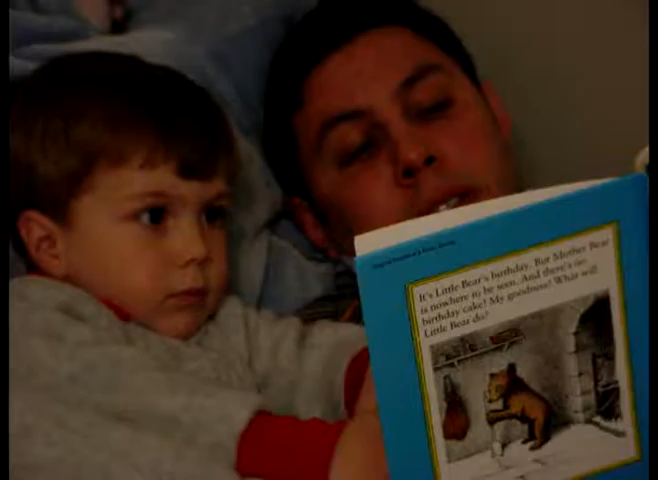 It's Little Bear's birthday. But Mother Bear
is nowhere to be seen. And there's no
birthday cake! My goodness! What will
Little Bear do?